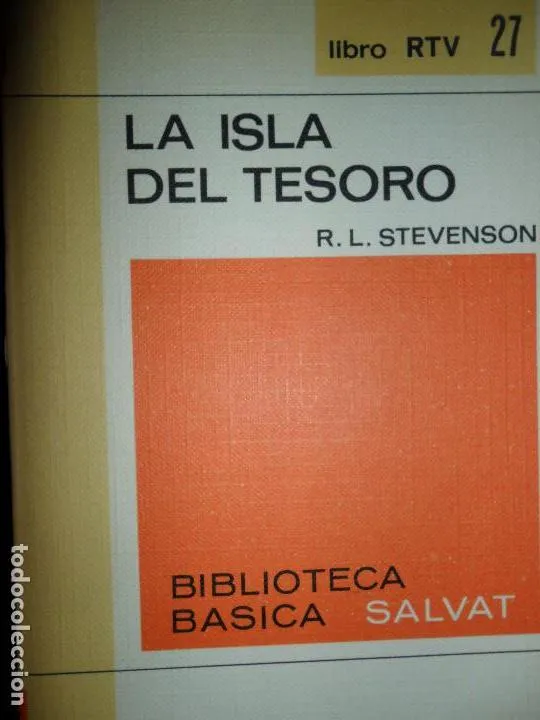 libro RTV 27
LA ISLA
DEL TESORO
R. L. STEVENSON
BIBLIOTECA
BASICA SALVAT
todocoleccion